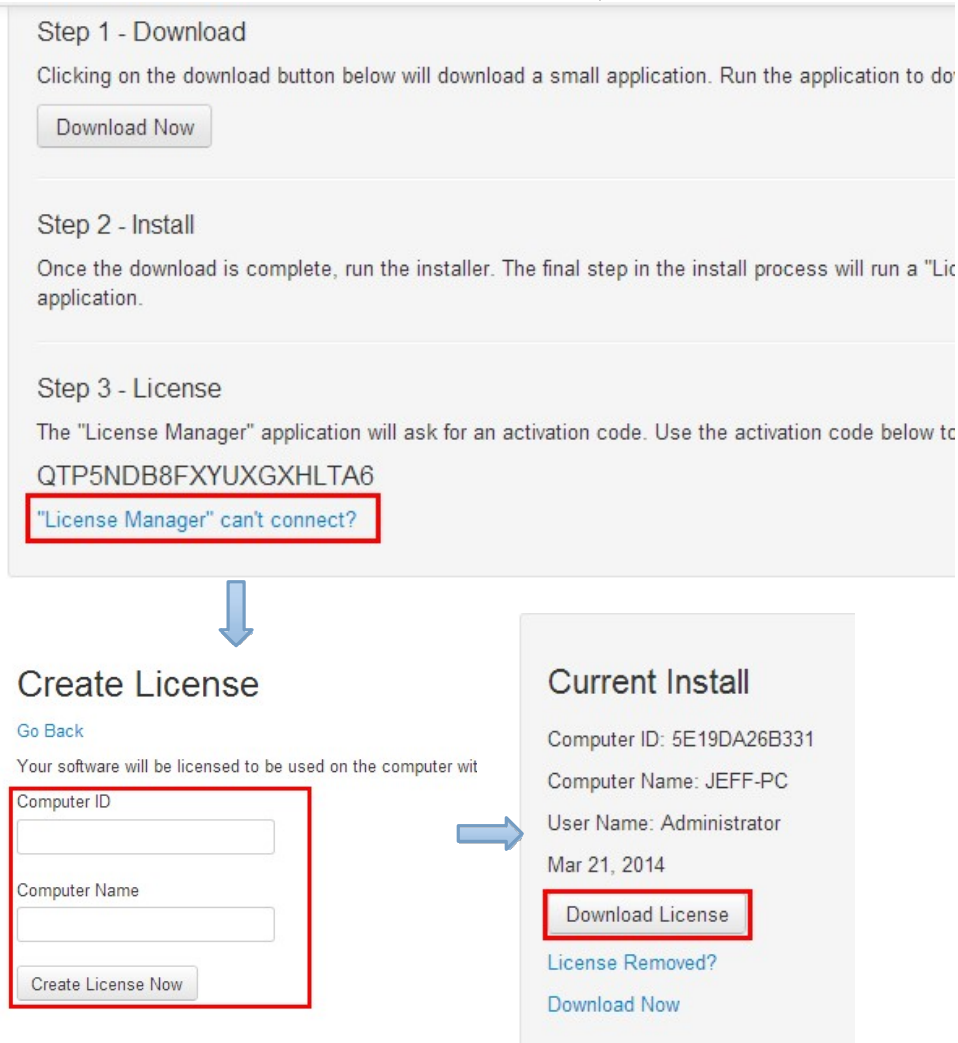 Step 1 - Download
Clicking on the download button below will download a small application. Run the application to do
Download Now
Step 2 - Install
Once the download is complete, run the installer. The final step in the install process will run a "Lic
application.
Step 3 - License
The "License Manager" application will ask for an activation code. Use the activation code below to
QTP5NDB8FXYUXGXHLTA6
"License Manager" can't connect?
Create License
Go Back
Your software will be licensed to be used on the computer wit
Computer ID
Computer Name
Create License Now
Current Install
Computer ID: 5E19DA26B331
Computer Name: JEFF-PC
User Name: Administrator
Mar 21, 2014
Download License
License Removed?
Download Now